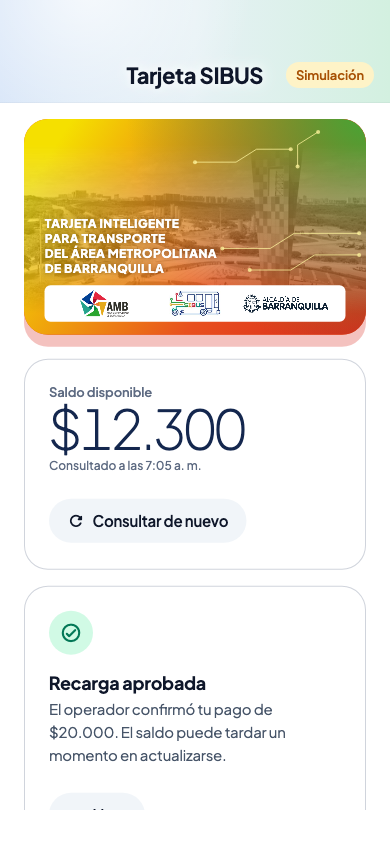 Tarjeta SIBUS
Simulación
TARJETA INTELIGENTE
PARA TRANSPORTE
DEL ÁREA METROPOLITANA
DE BARRANQUILLA
AMB
SIBUS
ALCALDÍA DE
BARRANQUILLA
Saldo disponible
$12.300
Consultado a las 7:05 a. m.
Consultar de nuevo
Recarga aprobada
El operador confirmó tu pago de
$20.000. El saldo puede tardar un
momento en actualizarse.